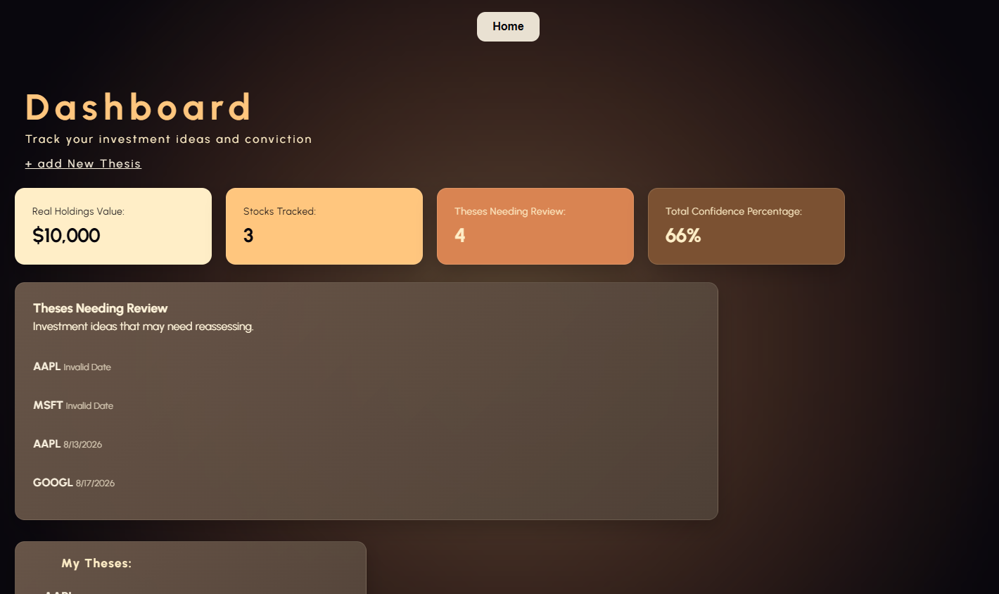 Home
Dashboard
Track your investment ideas and conviction
+ add New Thesis
Real Holdings Value:
$10,000
Stocks Tracked:
3
Theses Needing Review:
4
Total Confidence Percentage:
66%
Theses Needing Review
Investment ideas that may need reassessing.
AAPL Invalid Date
MSFT Invalid Date
AAPL 8/13/2026
GOOGL 8/17/2026
My Theses: